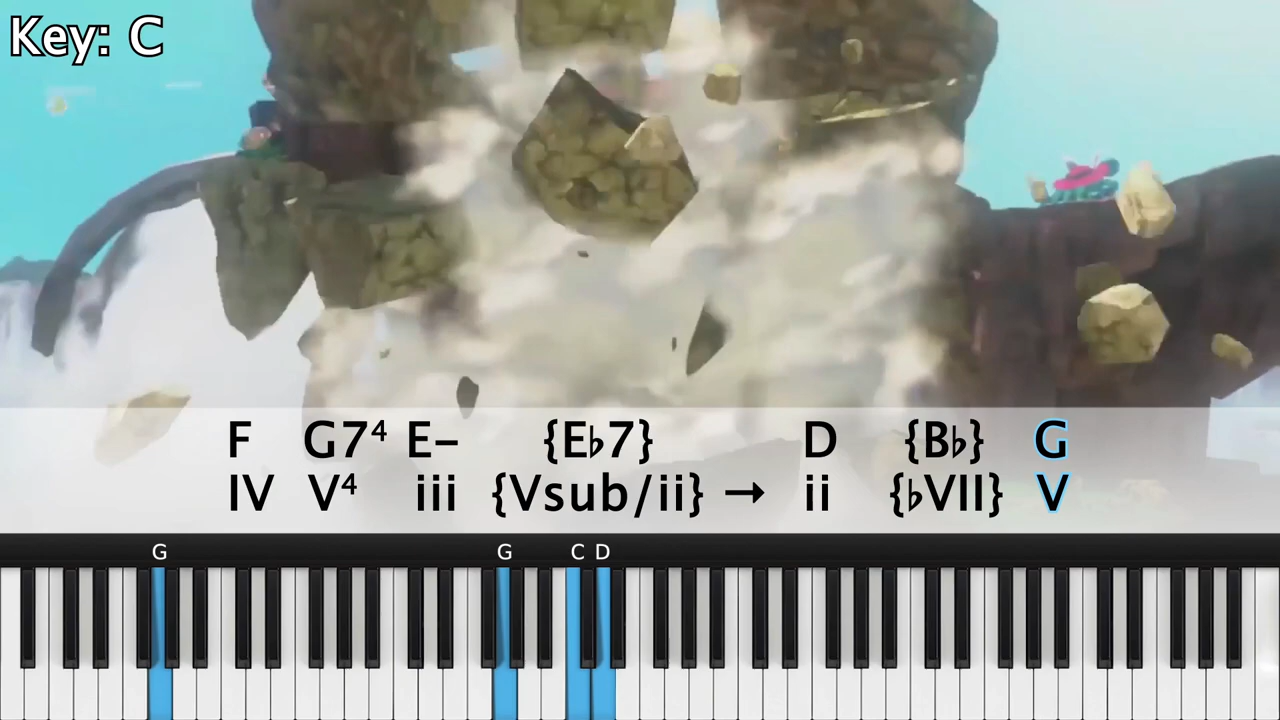 Key: C
F G7⁴ E– {E♭7} D {B♭} G
IV V⁴ iii {Vsub/ii} → ii {♭VII} V
G G C D